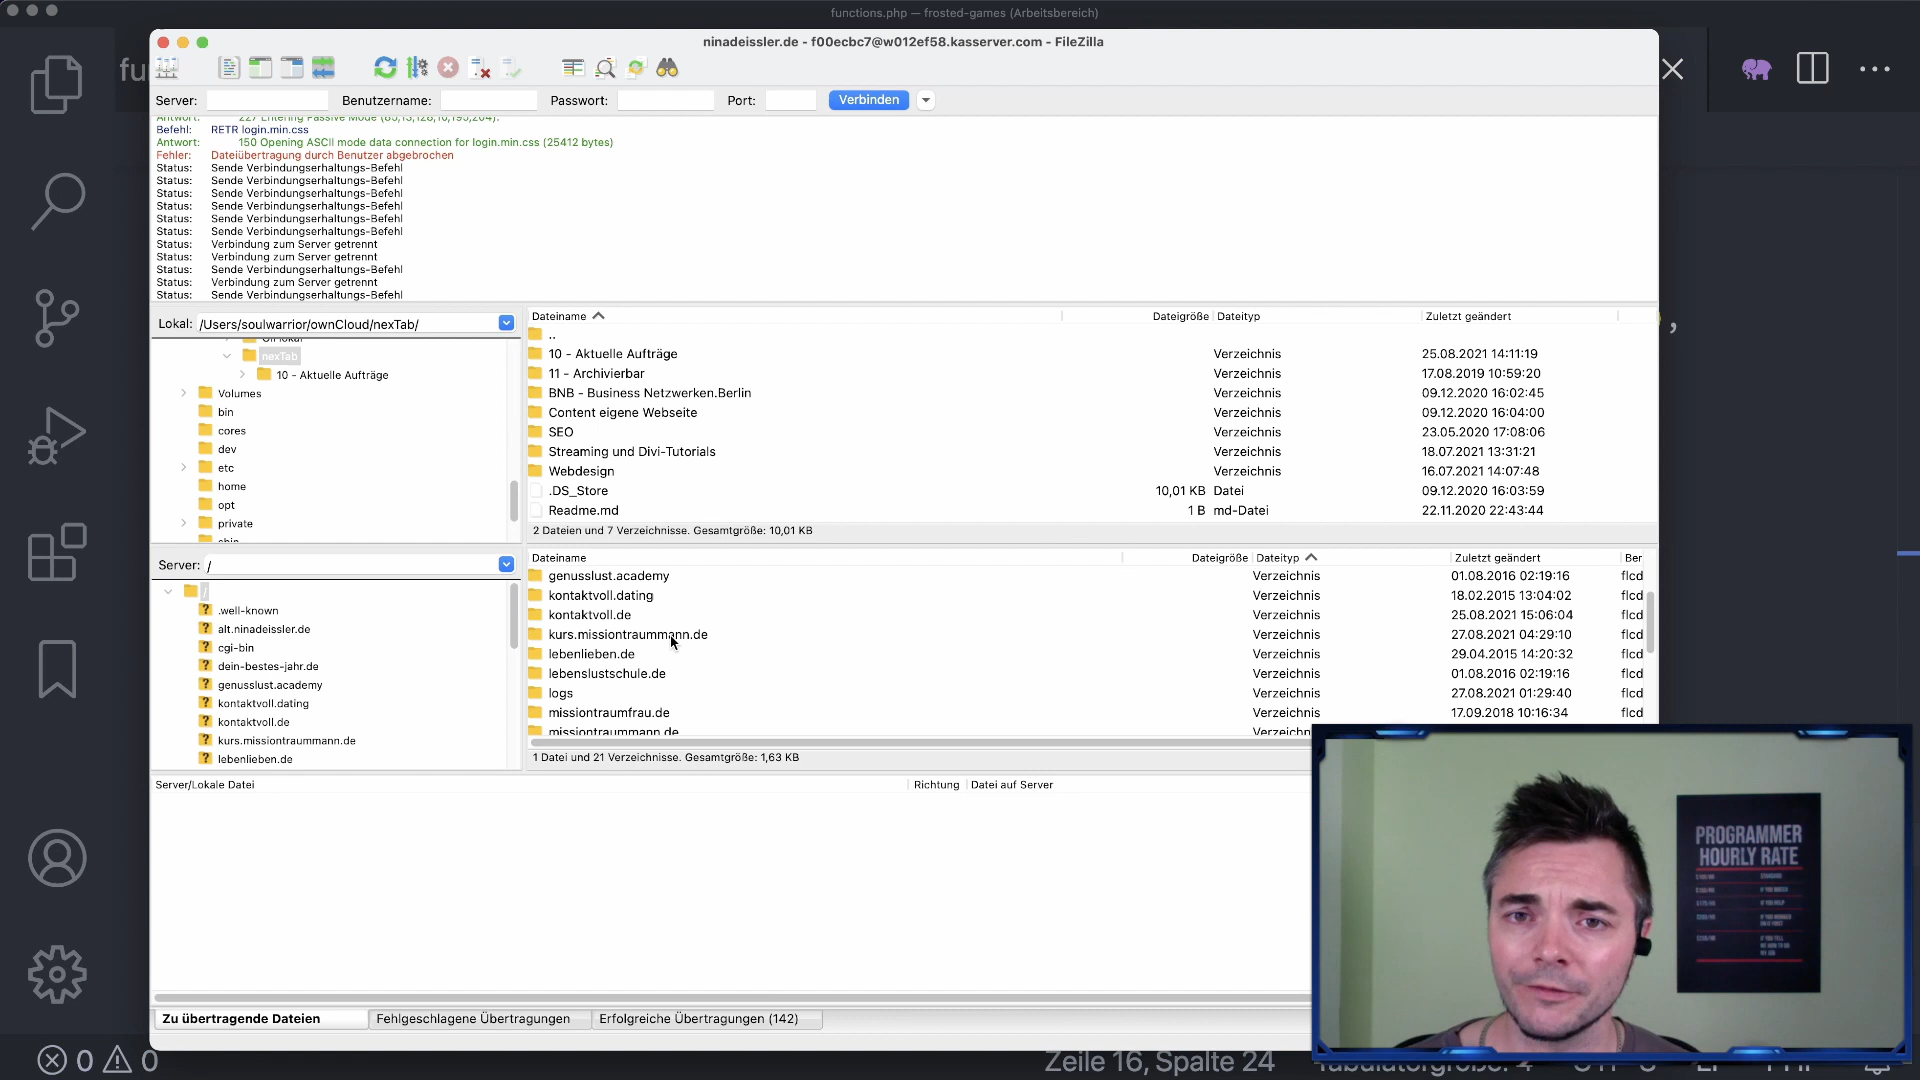 functions.php — frosted-games (Arbeitsbereich)
ninadeissler.de - f00ecbc7@w012ef58.kasserver.com - FileZilla
fu
Server: Benutzername: Passwort: Port: Verbinden
Antwort: 227 Entering Passive Mode (85,13,128,10,195,204).
Befehl: RETR login.min.css
Antwort: 150 Opening ASCII mode data connection for login.min.css (25412 bytes)
Fehler: Dateiübertragung durch Benutzer abgebrochen
Status: Sende Verbindungserhaltungs-Befehl
Status: Sende Verbindungserhaltungs-Befehl
Status: Sende Verbindungserhaltungs-Befehl
Status: Sende Verbindungserhaltungs-Befehl
Status: Sende Verbindungserhaltungs-Befehl
Status: Sende Verbindungserhaltungs-Befehl
Status: Verbindung zum Server getrennt
Status: Verbindung zum Server getrennt
Status: Sende Verbindungserhaltungs-Befehl
Status: Verbindung zum Server getrennt
Status: Sende Verbindungserhaltungs-Befehl
Lokal: /Users/soulwarrior/ownCloud/nexTab/
nexTab
10 - Aktuelle Aufträge
Volumes
bin
cores
dev
etc
home
opt
private
sbin
Dateiname Dateigröße Dateityp Zuletzt geändert
..
10 - Aktuelle Aufträge Verzeichnis 25.08.2021 14:11:19
11 - Archivierbar Verzeichnis 17.08.2019 10:59:20
BNB - Business Netzwerken.Berlin Verzeichnis 09.12.2020 16:02:45
Content eigene Webseite Verzeichnis 09.12.2020 16:04:00
SEO Verzeichnis 23.05.2020 17:08:06
Streaming und Divi-Tutorials Verzeichnis 18.07.2021 13:31:21
Webdesign Verzeichnis 16.07.2021 14:07:48
.DS_Store 10,01 KB Datei 09.12.2020 16:03:59
Readme.md 1 B md-Datei 22.11.2020 22:43:44
2 Dateien und 7 Verzeichnisse. Gesamtgröße: 10,01 KB
Server: /
/
.well-known
alt.ninadeissler.de
cgi-bin
dein-bestes-jahr.de
genusslust.academy
kontaktvoll.dating
kontaktvoll.de
kurs.missiontraummann.de
lebenlieben.de
Dateiname Dateigröße Dateityp Zuletzt geändert Ber
genusslust.academy Verzeichnis 01.08.2016 02:19:16 flcd
kontaktvoll.dating Verzeichnis 18.02.2015 13:04:02 flcd
kontaktvoll.de Verzeichnis 25.08.2021 15:06:04 flcd
kurs.missiontraummann.de Verzeichnis 27.08.2021 04:29:10 flcd
lebenlieben.de Verzeichnis 29.04.2015 14:20:32 flcd
lebenslustschule.de Verzeichnis 01.08.2016 02:19:16 flcd
logs Verzeichnis 27.08.2021 01:29:40 flcd
missiontraumfrau.de Verzeichnis 17.09.2018 10:16:34 flcd
missiontraummann.de Verzeichn
1 Datei und 21 Verzeichnisse. Gesamtgröße: 1,63 KB
Server/Lokale Datei Richtung Datei auf Server
Zu übertragende Dateien Fehlgeschlagene Übertragungen Erfolgreiche Übertragungen (142)
0 0
Zeile 16, Spalte 24
PROGRAMMER
HOURLY RATE